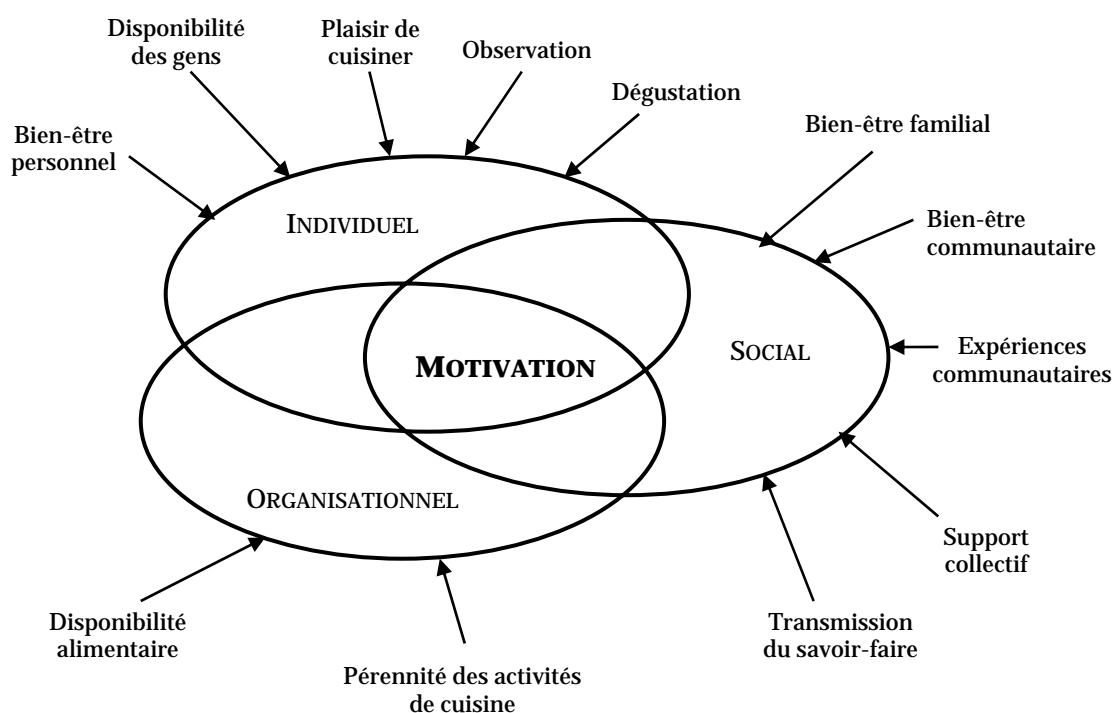 Disponibilité
des gens
Plaisir de
cuisiner
Observation
Dégustation
Bien-être familial
Bien-être
personnel
INDIVIDUEL
Bien-être
communautaire
MOTIVATION
SOCIAL
Expériences
communautaires
ORGANISATIONNEL
Support
collectif
Disponibilité
alimentaire
Transmission
du savoir-faire
Pérennité des activités
de cuisine